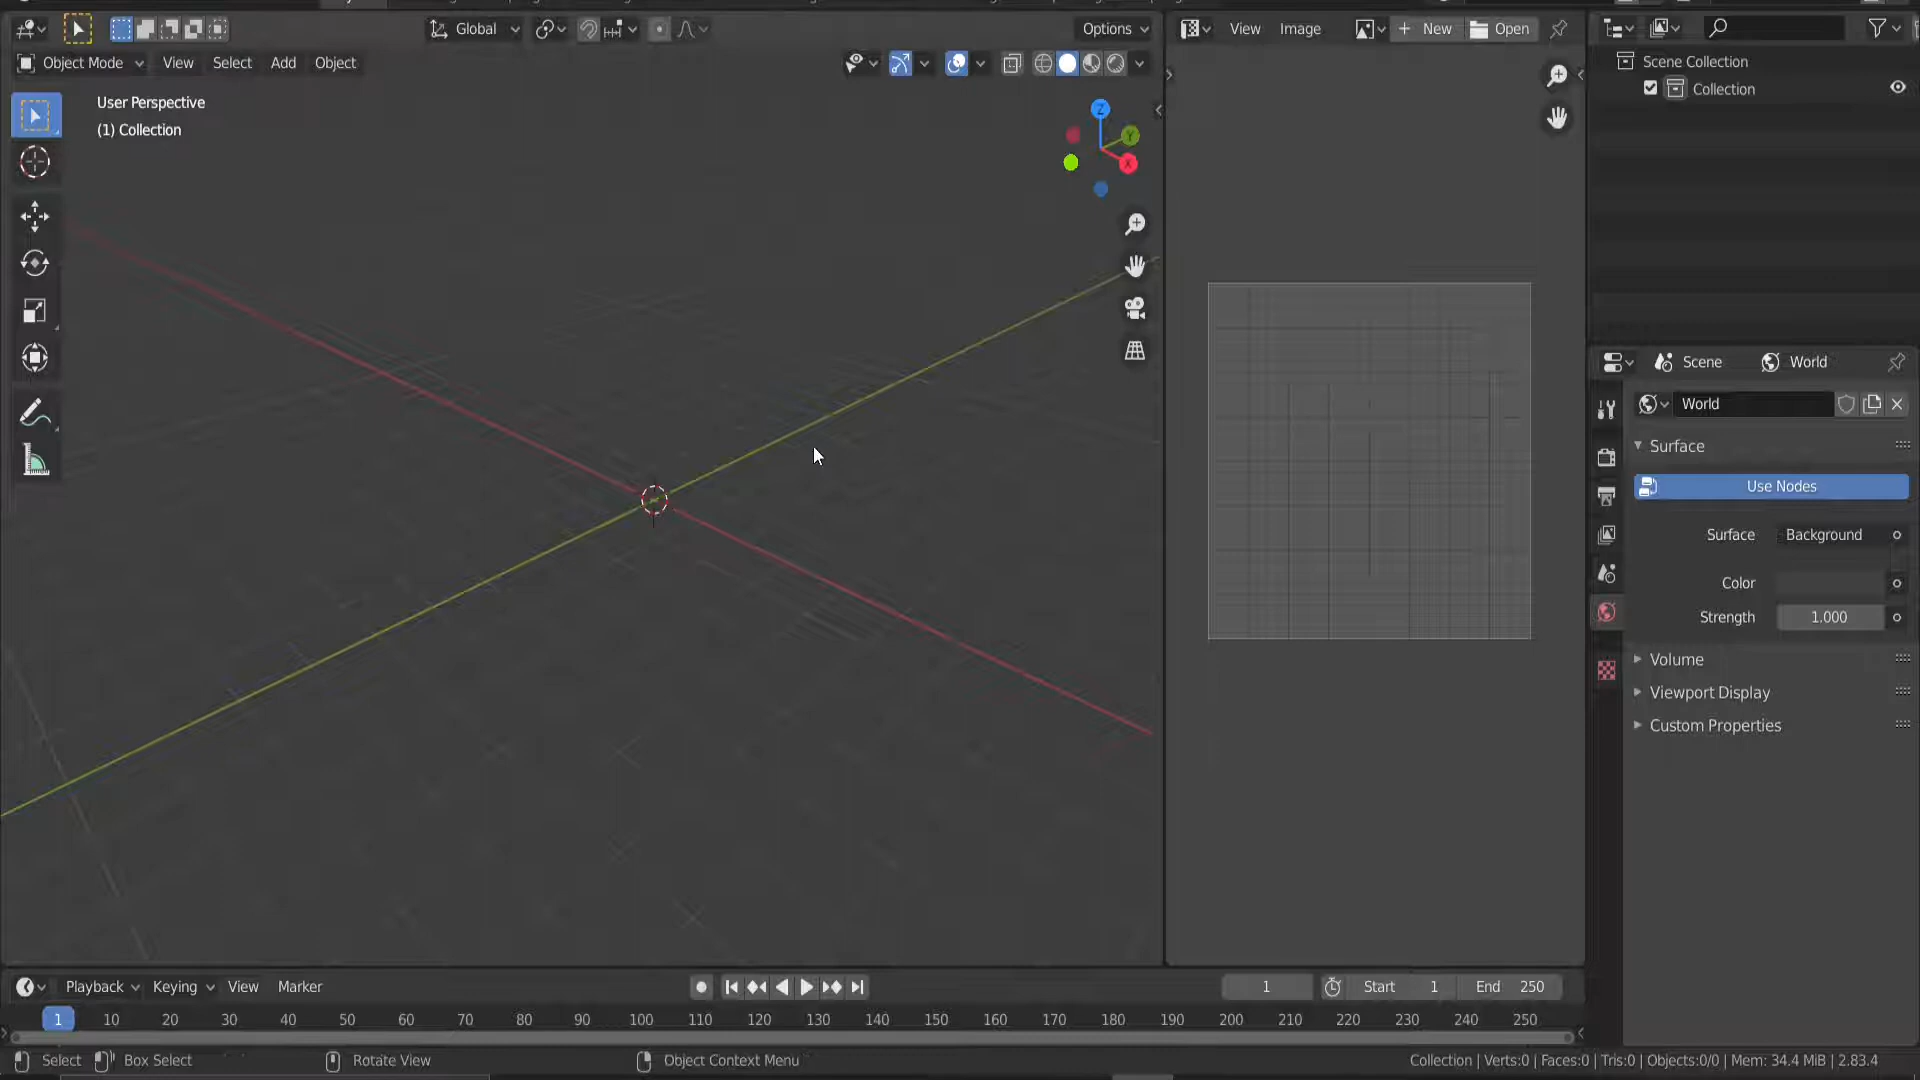 Global
Options
View Image New Open
Object Mode View Select Add Object
User Perspective
(1) Collection
Z
Y
X
Scene Collection
Collection
Scene World
World
Surface
Use Nodes
Surface Background
Color
Strength 1.000
Volume
Viewport Display
Custom Properties
Playback Keying View Marker
1 Start 1 End 250
1 10 20 30 40 50 60 70 80 90 100 110 120 130 140 150 160 170 180 190 200 210 220 230 240 250
Select Box Select Rotate View Object Context Menu Collection | Verts:0 | Faces:0 | Tris:0 | Objects:0/0 | Mem: 34.4 MiB | 2.83.4